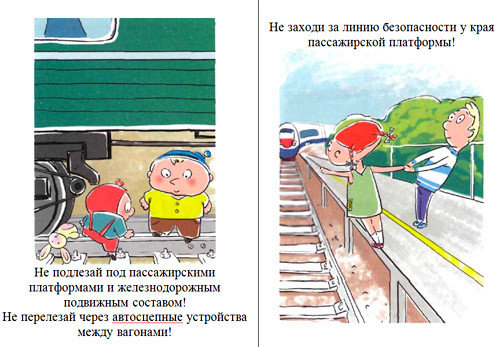 Не подлезай под пассажирскими
платформами и железнодорожным
подвижным составом!
Не перелезай через автосцепные устройства
между вагонами!
Не заходи за линию безопасности у края
пассажирской платформы!